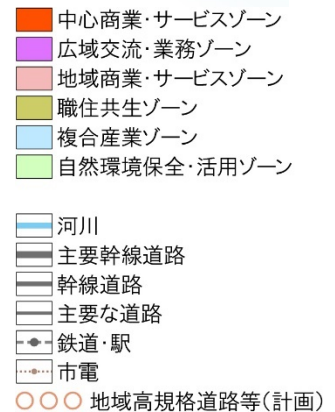 中心商業・サービスゾーン
広域交流・業務ゾーン
地域商業・サービスゾーン
職住共生ゾーン
複合産業ゾーン
自然環境保全・活用ゾーン
河川
主要幹線道路
幹線道路
主要な道路
鉄道・駅
市電
地域高規格道路等(計画)